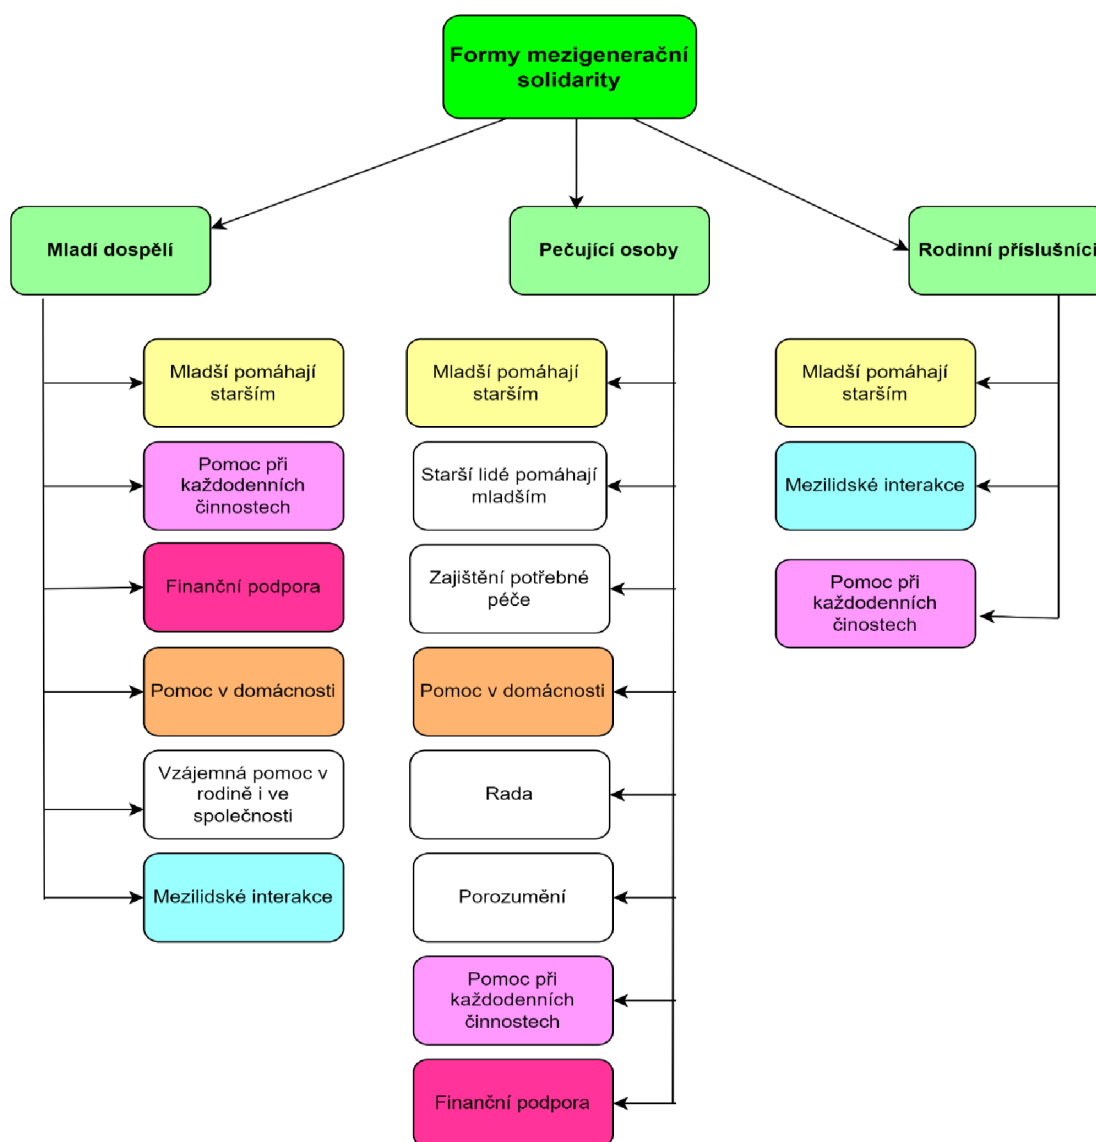 Formy mezigenerační
solidarity
Mladí dospělí
Pečující osoby
Rodinní příslušníci
Mladší pomáhají
starším
Pomoc při
každodenních
činnostech
Finanční podpora
Pomoc v domácnosti
Vzájemná pomoc v
rodině i ve
společnosti
Mezilidské interakce
Mladší pomáhají
starším
Starší lidé pomáhají
mladším
Zajištění potřebné
péče
Pomoc v domácnosti
Rada
Porozumění
Pomoc při
každodenních
činnostech
Finanční podpora
Mladší pomáhají
starším
Mezilidské interakce
Pomoc při
každodenních
činostech